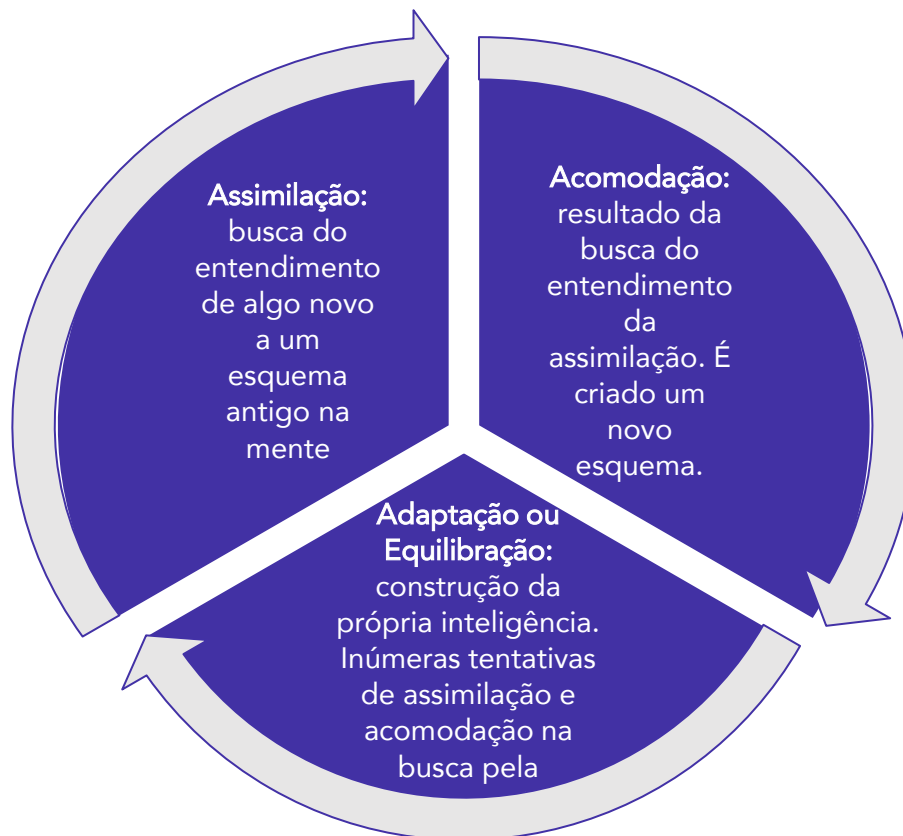 Assimilação:
busca do
entendimento
de algo novo
a um
esquema
antigo na
mente
Acomodação:
resultado da
busca do
entendimento
da
assimilação. É
criado um
novo
esquema.
Adaptação ou
Equilibração:
construção da
própria inteligência.
Inúmeras tentativas
de assimilação e
acomodação na
busca pela